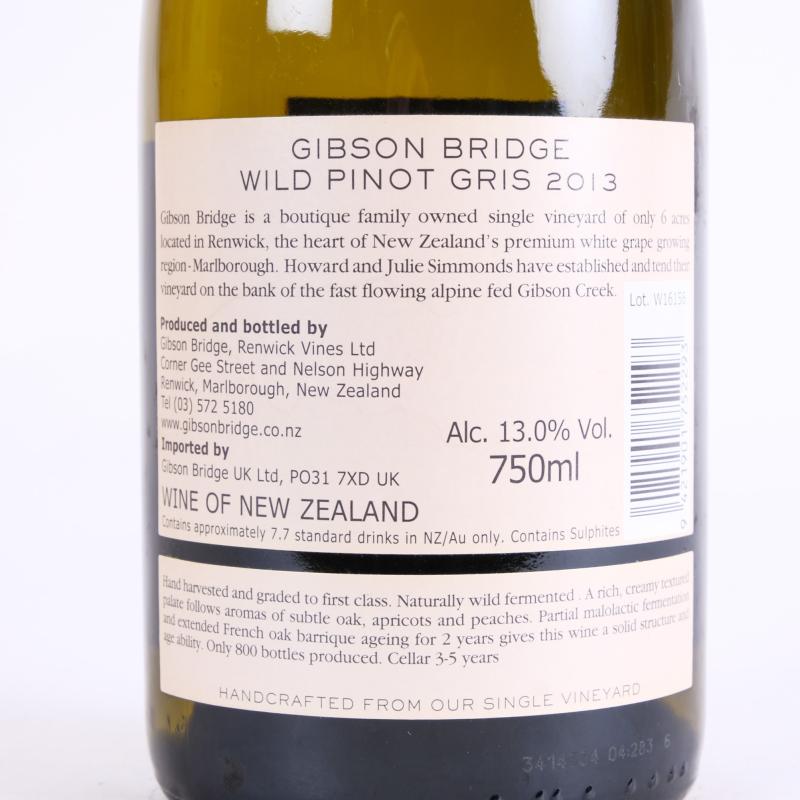 GIBSON BRIDGE
WILD PINOT GRIS 2013
Gibson Bridge is a boutique family owned single vineyard of only 6 acres
located in Renwick, the heart of New Zealand's premium white grape growing
region-Marlborough. Howard and Julie Simmonds have established and tend their
vineyard on the bank of the fast flowing alpine fed Gibson Creek.
Lot. W16156
Produced and bottled by
Gibson Bridge, Renwick Vines Ltd
Corner Gee Street and Nelson Highway
Renwick, Marlborough, New Zealand
Tel (03) 572 5180
www.gibsonbridge.co.nz
Imported by
Gibson Bridge UK Ltd, PO31 7XD UK
Alc. 13.0% Vol.
750ml
WINE OF NEW ZEALAND
Contains approximately 7.7 standard drinks in NZ/Au only. Contains Sulphites
9 421901 752293
Hand harvested and graded to first class. Naturally wild fermented . A rich, creamy textured
palate follows aromas of subtle oak, apricots and peaches. Partial malolactic fermentation
and extended French oak barrique ageing for 2 years gives this wine a solid structure and
age ability. Only 800 bottles produced. Cellar 3-5 years
HANDCRAFTED FROM OUR SINGLE VINEYARD
04:283 6